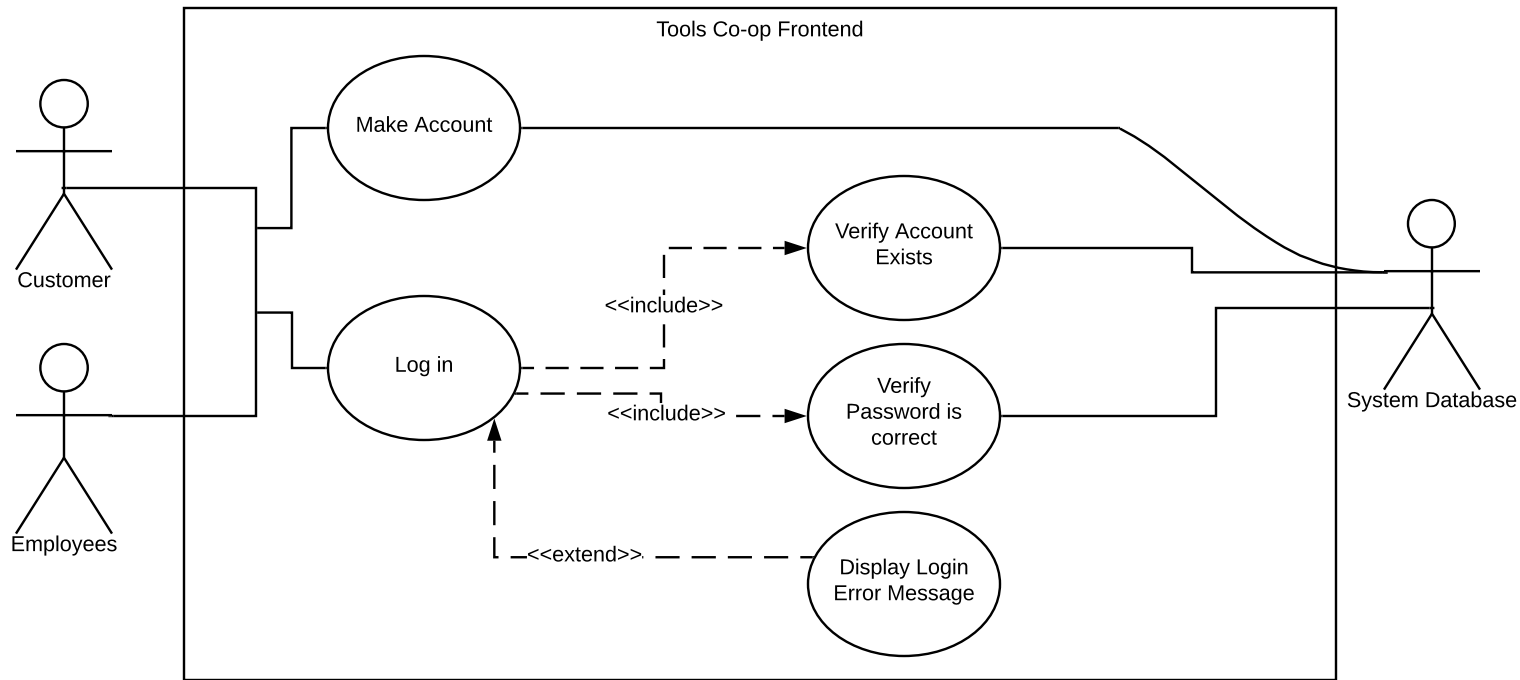 Tools Co-op Frontend
Make Account
Customer
Verify Account
Exists
<<include>>
Log in
Verify
Password is
correct
<<include>>
System Database
Employees
<<extend>>
Display Login
Error Message